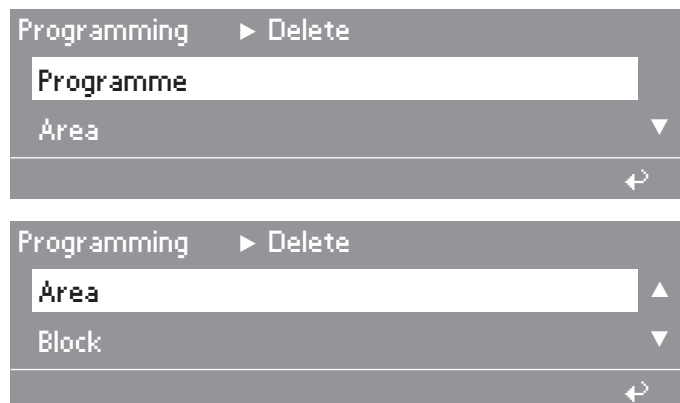 Programming ► Delete
Programme
Area ▼
↵
Programming ► Delete
Area ▲
Block ▼
↵